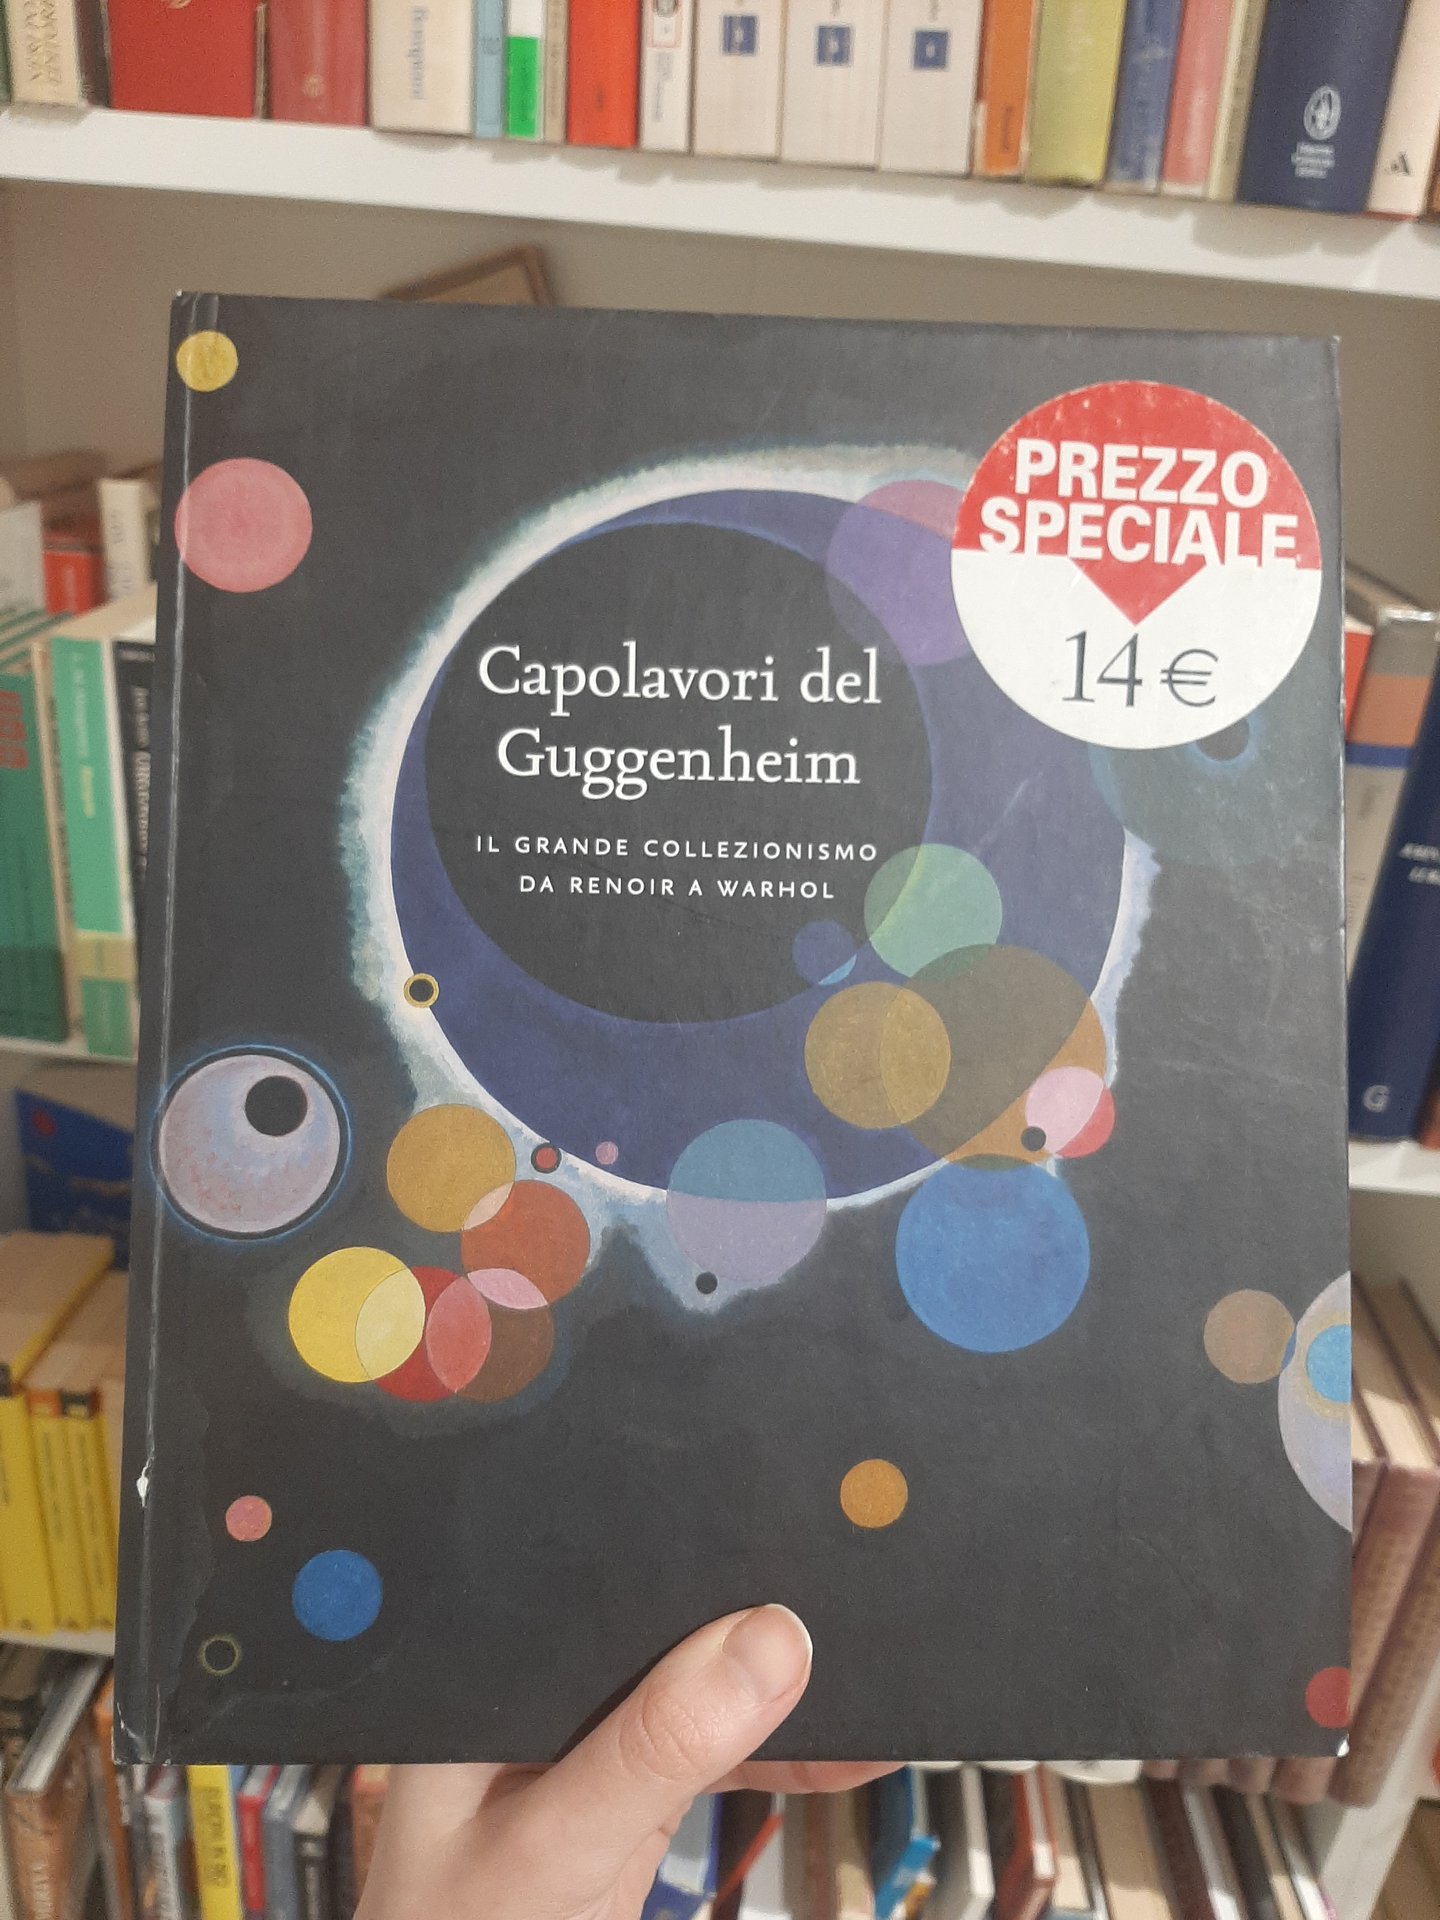 PREZZO
SPECIALE
14 €
Capolavori del
Guggenheim
IL GRANDE COLLEZIONISMO
DA RENOIR A WARHOL
G